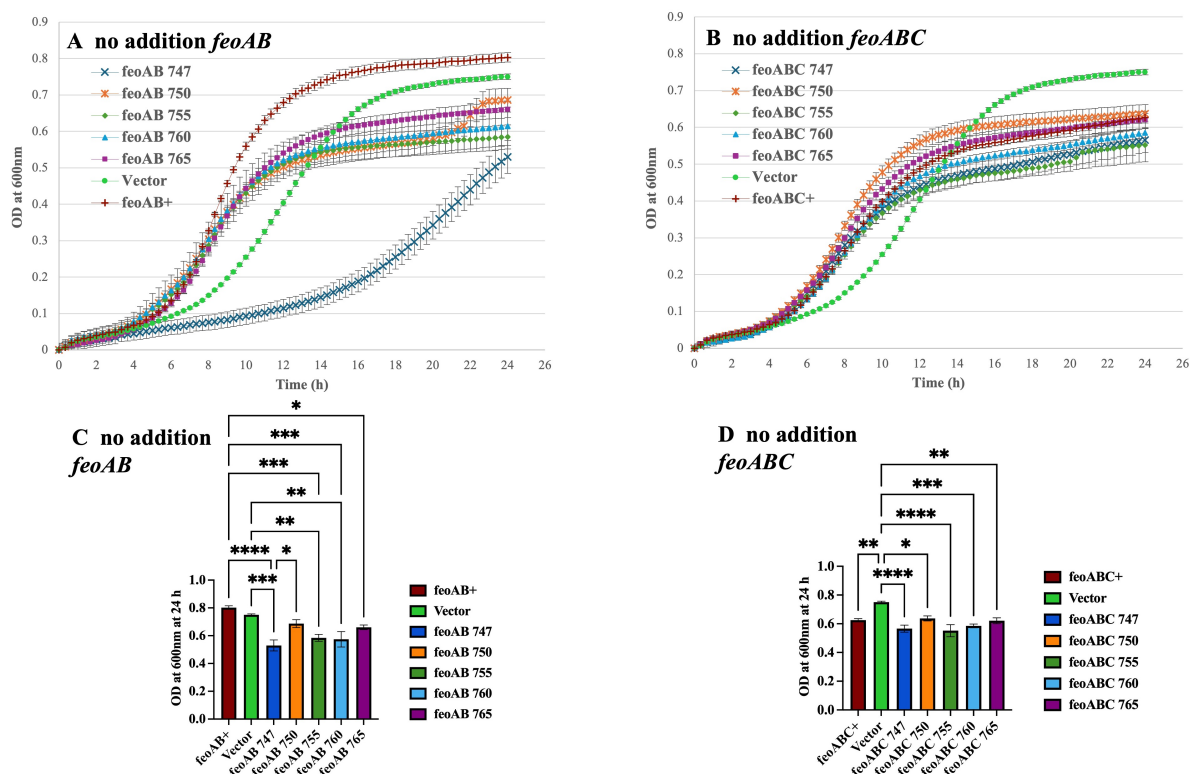 A no addition feoAB
feoAB 747
feoAB 750
feoAB 755
feoAB 760
feoAB 765
Vector
feoAB+
OD at 600nm
0.9
0.8
0.7
0.6
0.5
0.4
0.3
0.2
0.1
0
0 2 4 6 8 10 12 14 16 18 20 22 24 26
Time (h)
B no addition feoABC
feoABC 747
feoABC 750
feoABC 755
feoABC 760
feoABC 765
Vector
feoABC+
OD at 600nm
0.9
0.8
0.7
0.6
0.5
0.4
0.3
0.2
0.1
0
0 2 4 6 8 10 12 14 16 18 20 22 24 26
Time (h)
C no addition
feoAB
*
***
***
**
**
**** *
***
OD at 600nm at 24 h
1.0
0.8
0.6
0.4
0.2
0.0
feoAB+
Vector
feoAB 747
feoAB 750
feoAB 755
feoAB 760
feoAB 765
feoAB+
Vector
feoAB 747
feoAB 750
feoAB 755
feoAB 760
feoAB 765
D no addition
feoABC
**
***
****
** *
****
OD at 600nm at 24 h
1.0
0.8
0.6
0.4
0.2
0.0
feoABC+
Vector
feoABC 747
feoABC 750
feoABC 755
feoABC 760
feoABC 765
feoABC+
Vector
feoABC 747
feoABC 750
feoABC 755
feoABC 760
feoABC 765